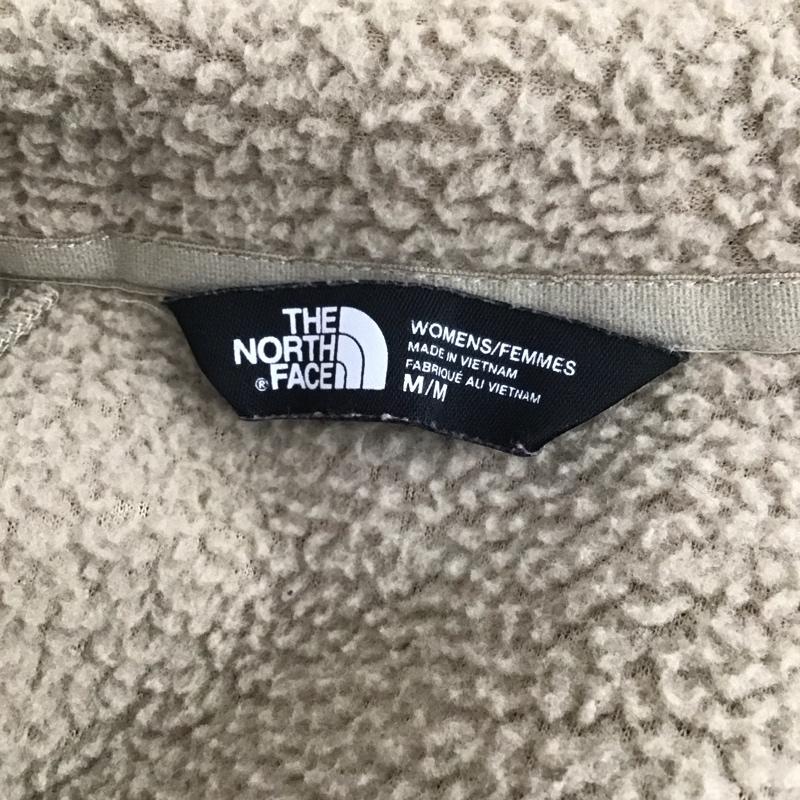 THE
NORTH
® FACE
WOMENS/FEMMES
MADE IN VIETNAM
FABRIQUÉ AU VIETNAM
M/M